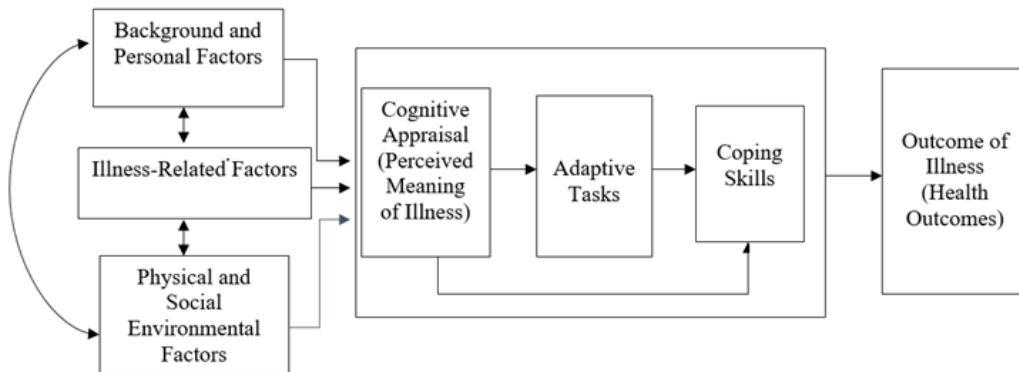 Background and
Personal Factors
Illness-Related Factors
Physical and
Social
Environmental
Factors
Cognitive
Appraisal
(Perceived
Meaning
of Illness)
Adaptive
Tasks
Coping
Skills
Outcome of
Illness
(Health
Outcomes)